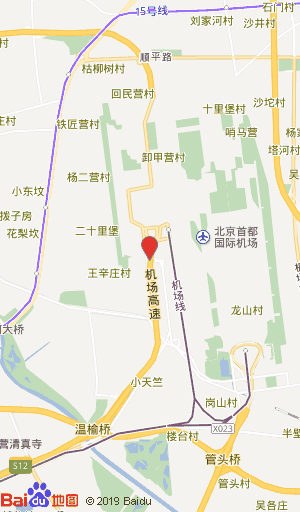 15号线
石门村
刘家河村
沙井村
顺平路
枯柳树村
回民营村
沙坨村
十里堡村
铁匠营村
哨马营
杨家
塔河村
卸甲营村
杨二营村
小东坟
吴
拨子房
花梨坎
二十里堡
北京首都
国际机场
王辛庄村
机场高速
机场线
龙山村
小天竺
岗山村
温榆桥
楼台村
X023
半壁
营清真寺
管头桥
S12
管头村
吴各庄
Bai du 地图
© 2019 Baidu